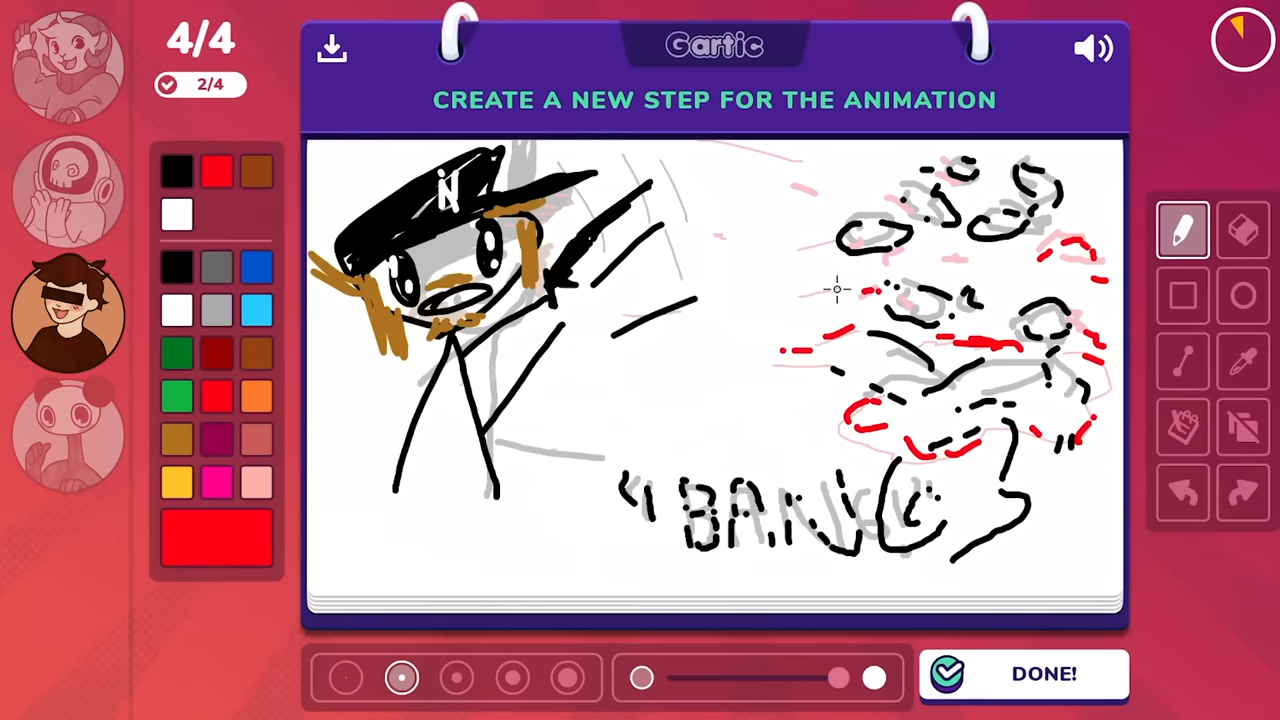 4/4
Gartic
2/4
CREATE A NEW STEP FOR THE ANIMATION
N
"BANG"
DONE!